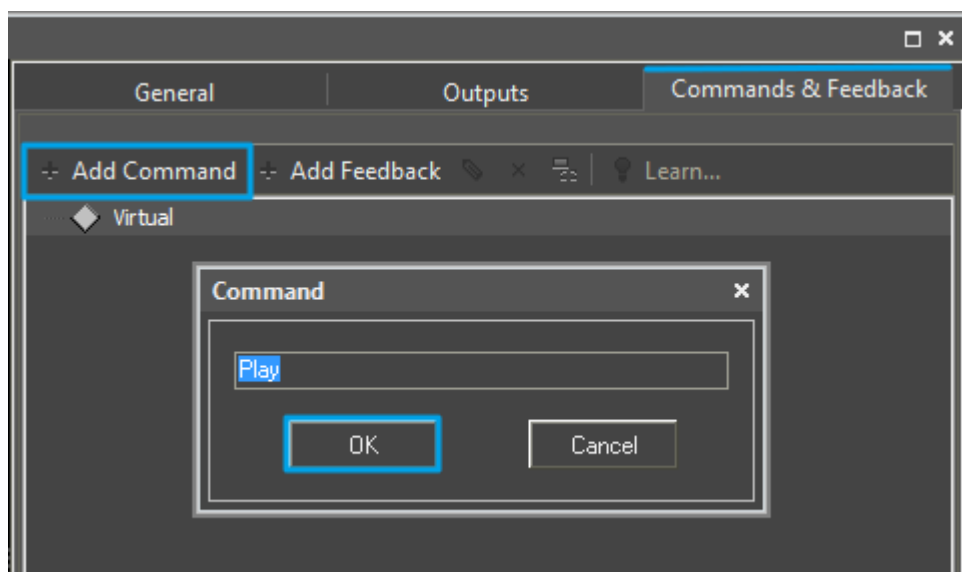 General Outputs Commands & Feedback
Add Command Add Feedback Learn...
Virtual
Command
Play
OK Cancel